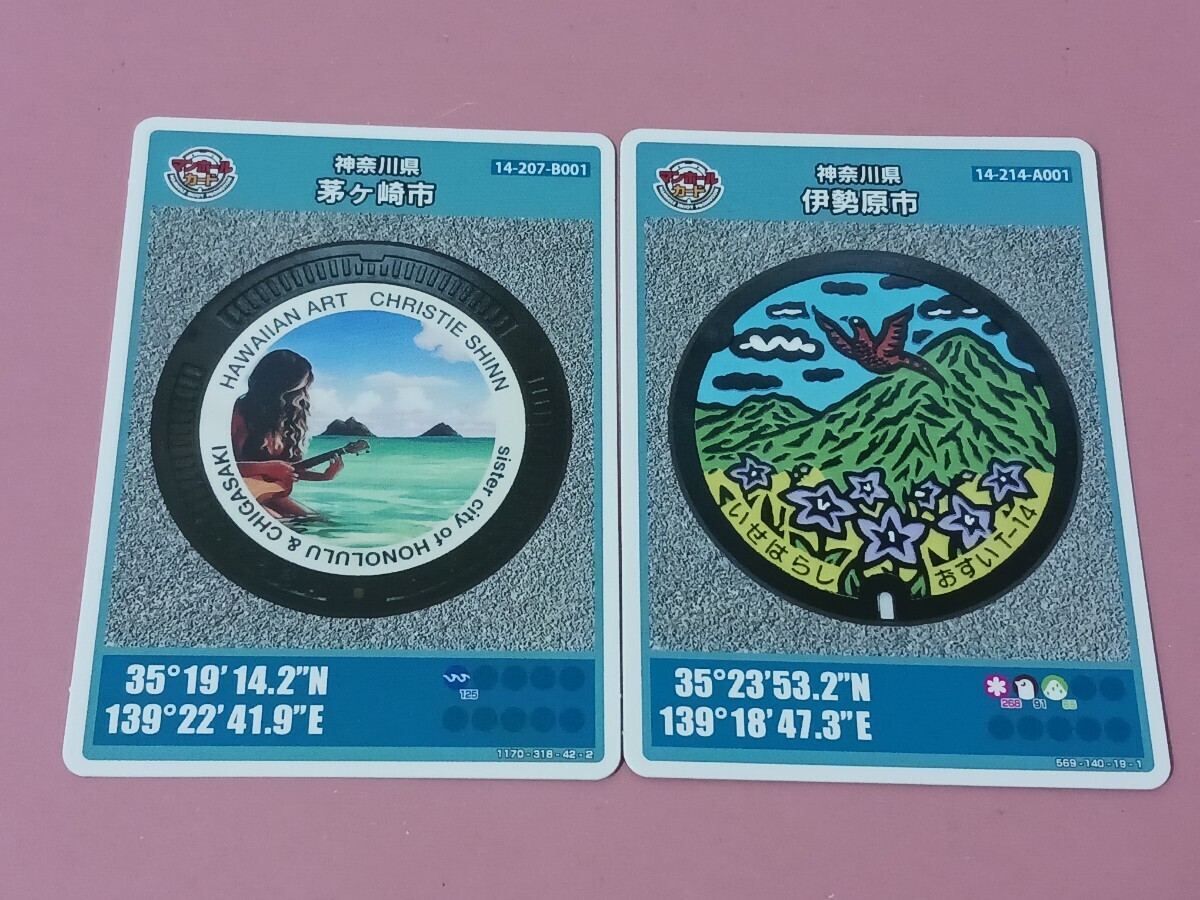 マンホール
カード
神奈川県
茅ヶ崎市
14-207-B001
HAWAIIAN ART CHRISTIE SHINN
sister city of HONOLULU & CHIGASAKI
35°19'14.2"N
139°22'41.9"E
125
1170-318-42-2
マンホール
カード
神奈川県
伊勢原市
14-214-A001
いせはらし
おすい T-14
35°23'53.2"N
139°18'47.3"E
268
91
569-140-19-1